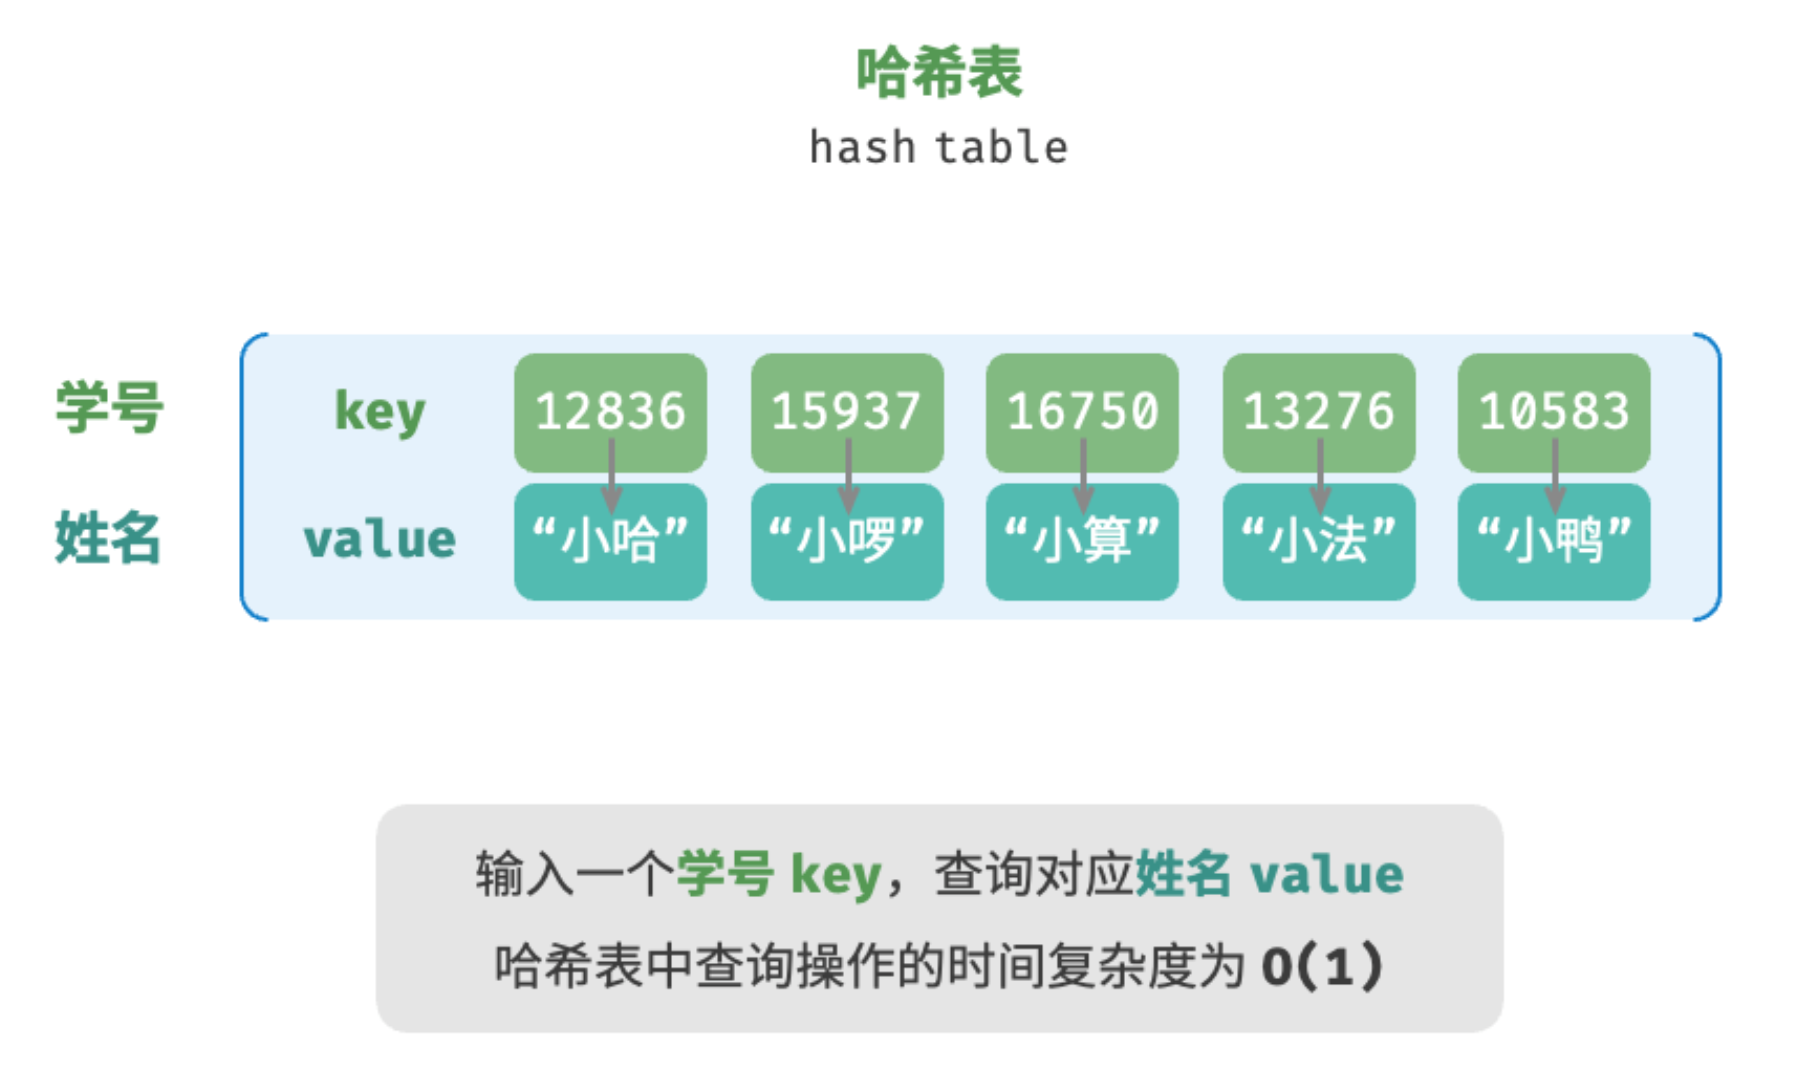 哈希表
hash table
学号 key 12836 15937 16750 13276 10583
姓名 value “小哈” “小啰” “小算” “小法” “小鸭”
输入一个学号 key，查询对应姓名 value
哈希表中查询操作的时间复杂度为 O(1)